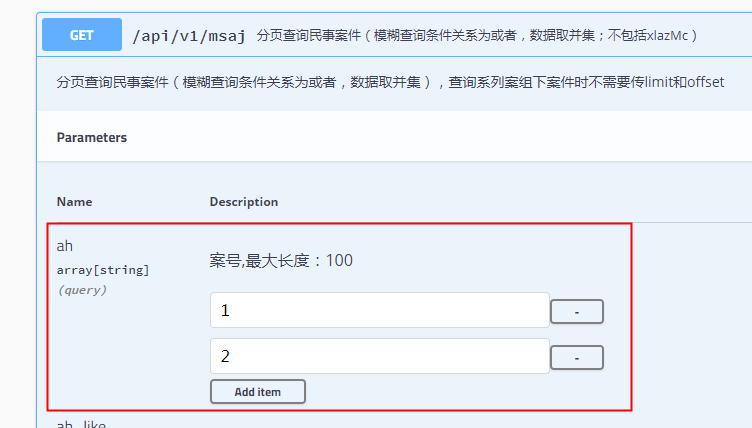 GET /api/v1/msaj 分页查询民事案件（模糊查询条件关系为或者，数据取并集；不包括xlazMc）
分页查询民事案件（模糊查询条件关系为或者，数据取并集），查询系列案组下案件时不需要传limit和offset
Parameters
Name Description
ah
array[string]
(query)
案号,最大长度：100
1 -
2 -
Add item
ah_like